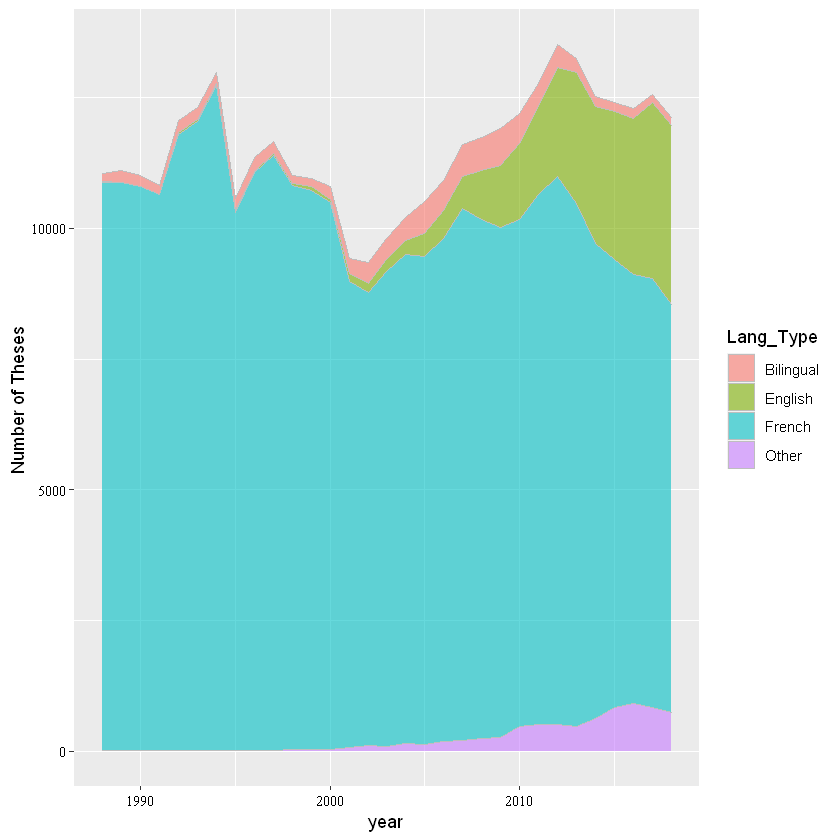 Number of Theses
10000
5000
0
1990
2000
2010
year
Lang_Type
Bilingual
English
French
Other